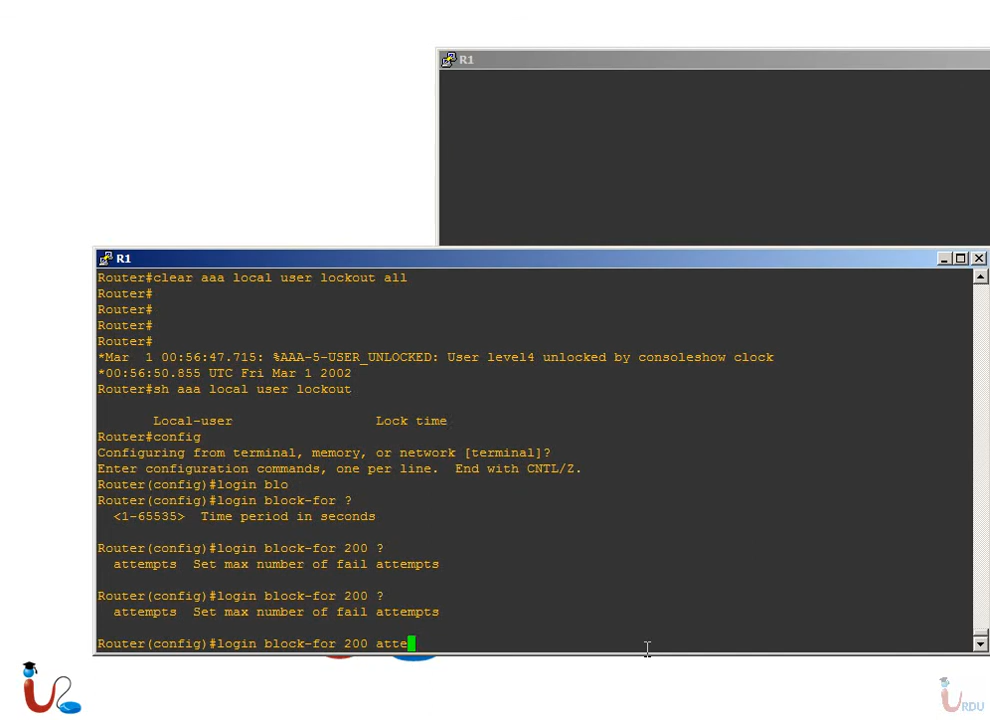 R1
R1
Router#clear aaa local user lockout all
Router#
Router#
Router#
Router#
*Mar  1 00:56:47.715: %AAA-5-USER_UNLOCKED: User level4 unlocked by consoleshow clock
*00:56:50.855 UTC Fri Mar 1 2002
Router#sh aaa local user lockout
Local-user                  Lock time
Router#config
Configuring from terminal, memory, or network [terminal]?
Enter configuration commands, one per line.  End with CNTL/Z.
Router(config)#login blo
Router(config)#login block-for ?
<1-65535>  Time period in seconds
Router(config)#login block-for 200 ?
attempts  Set max number of fail attempts
Router(config)#login block-for 200 ?
attempts  Set max number of fail attempts
Router(config)#login block-for 200 atte
URDU